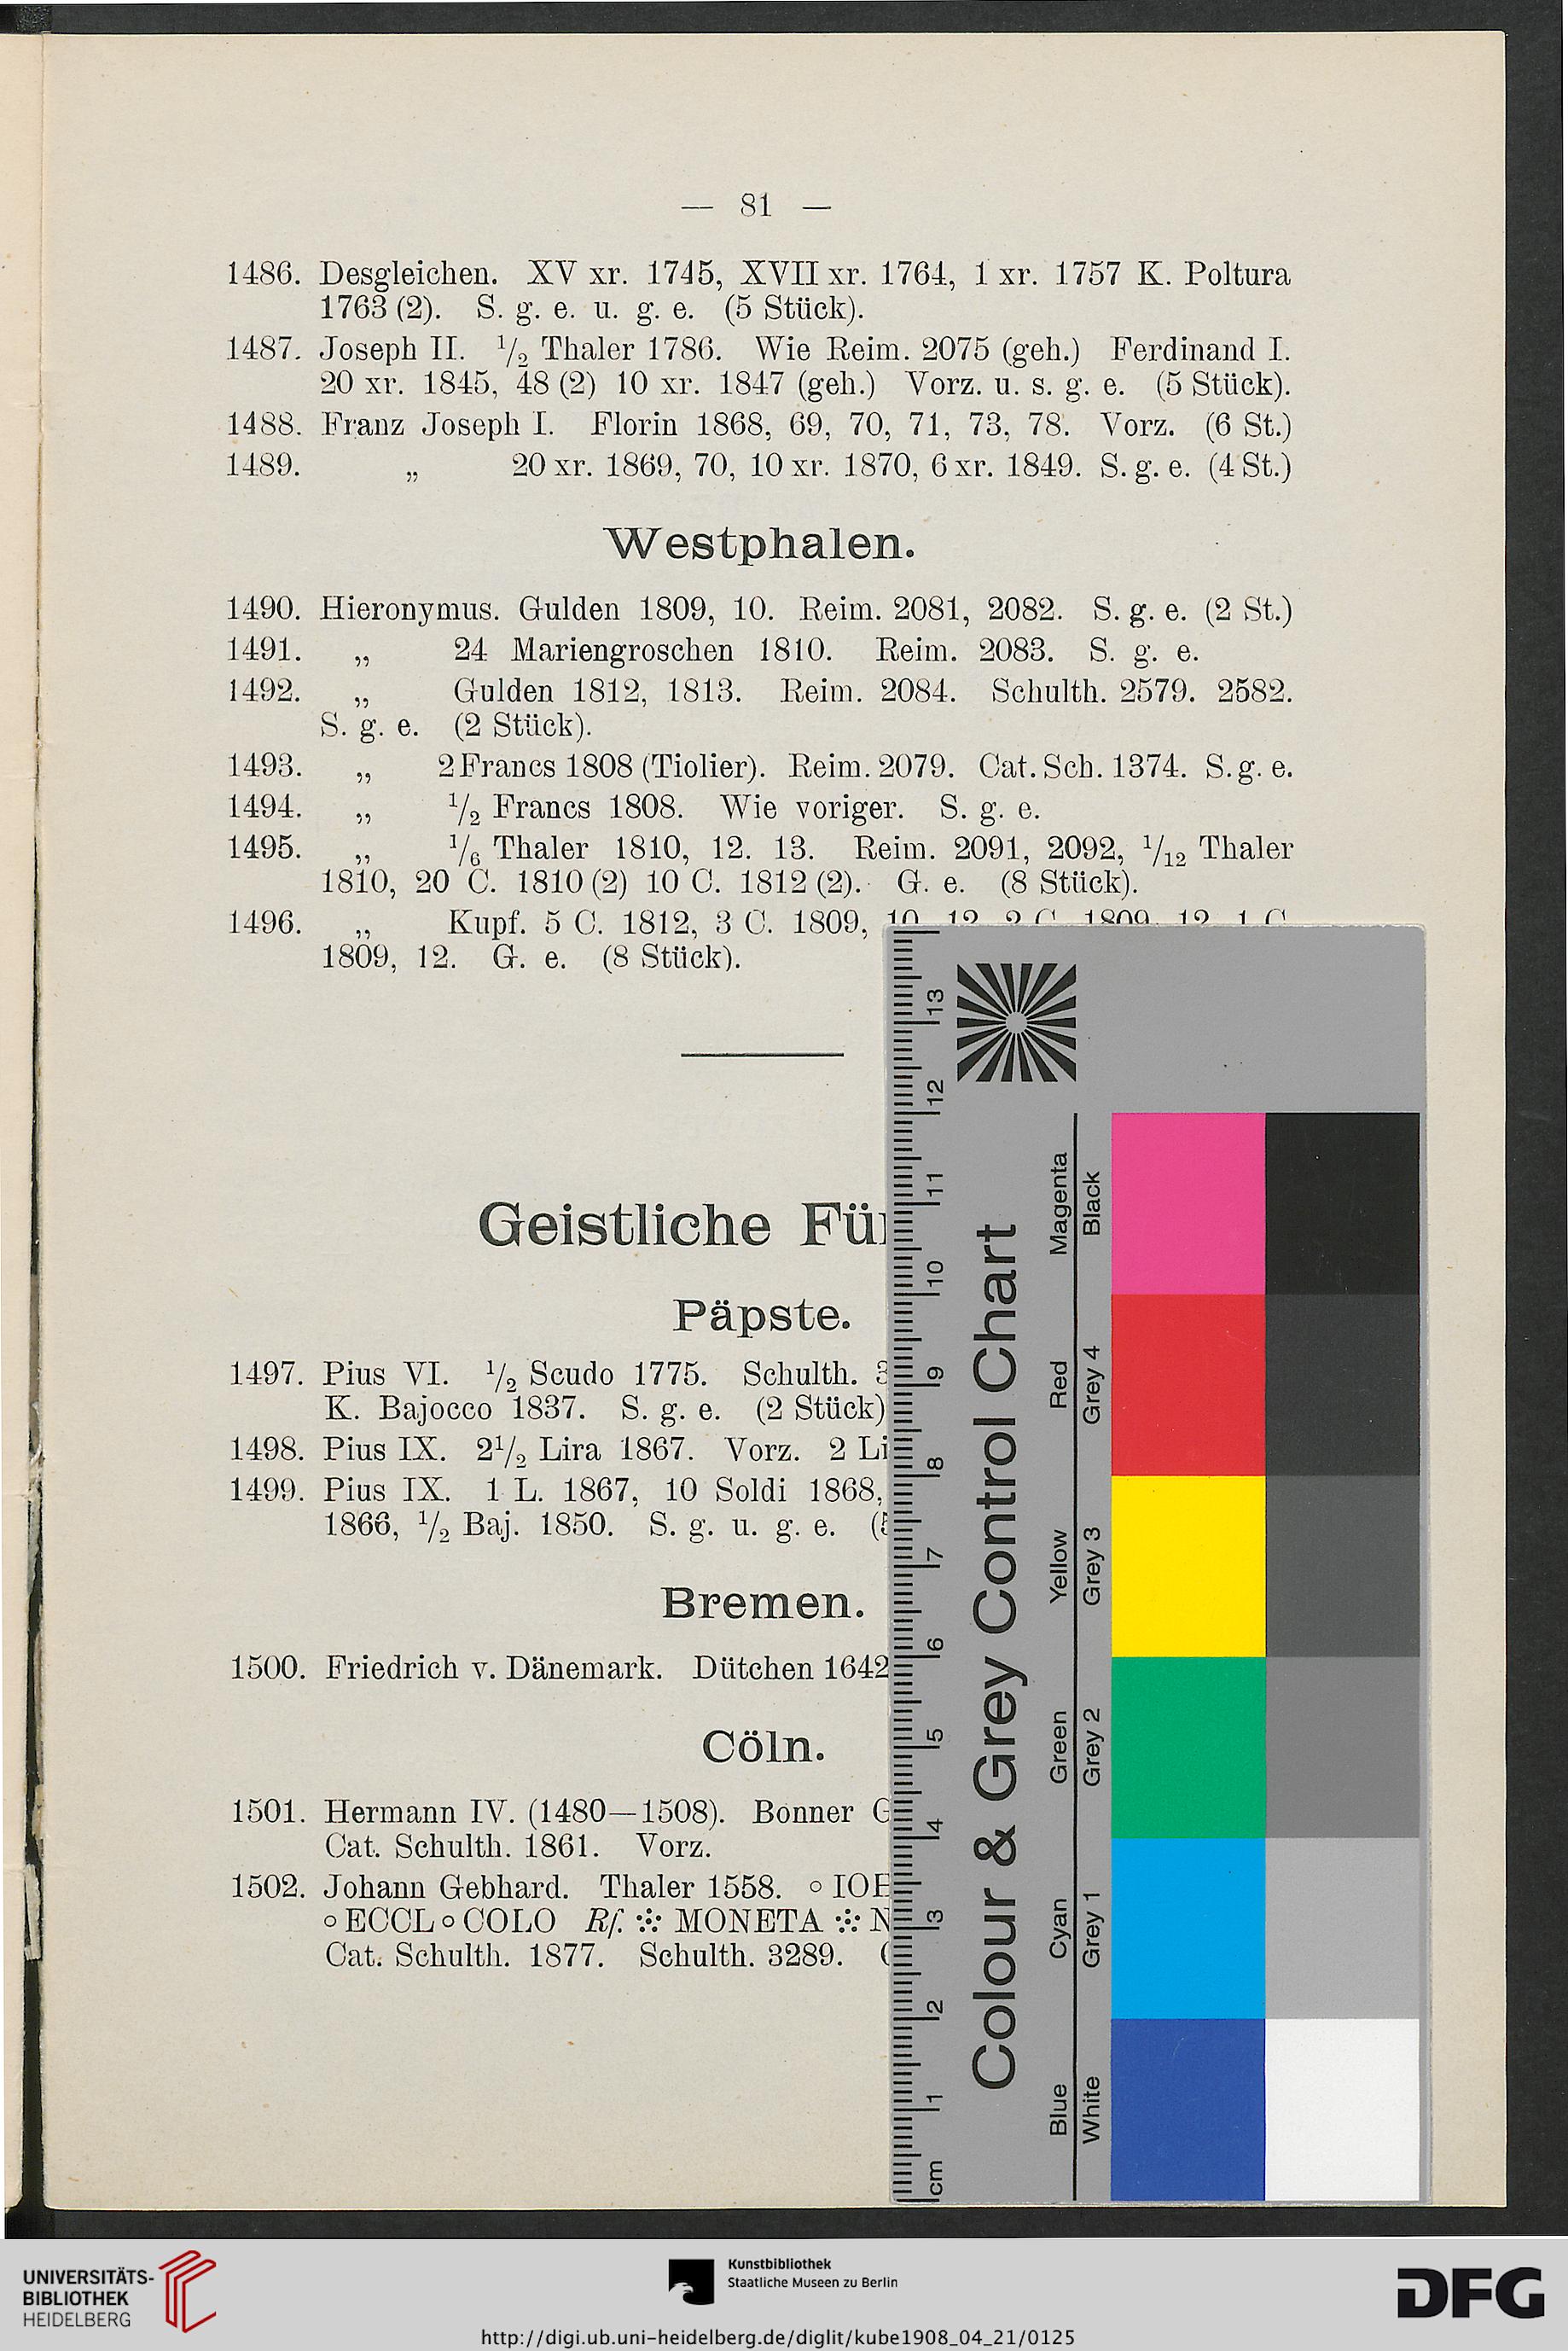 — 81 —
1486. Desgleichen. XV xr. 1745, XVII xr. 1764, 1 xr. 1757 K. Poltura
1763 (2). S. g. e. u. g. e. (5 Stück).
1487. Joseph II. 1/2 Thaler 1786. Wie Reim. 2075 (geh.) Ferdinand I.
20 xr. 1845, 48 (2) 10 xr. 1847 (geh.) Vorz. u. s. g. e. (5 Stück).
1488. Franz Joseph I. Florin 1868, 69, 70, 71, 73, 78. Vorz. (6 St.)
1489. „ 20 xr. 1869, 70, 10 xr. 1870, 6 xr. 1849. S. g. e. (4 St.)
Westphalen.
1490. Hieronymus. Gulden 1809, 10. Reim. 2081, 2082. S. g. e. (2 St.)
1491. „ 24 Mariengroschen 1810. Reim. 2083. S. g. e.
1492. „ Gulden 1812, 1813. Reim. 2084. Schulth. 2579. 2582.
S. g. e. (2 Stück).
1493. „ 2 Francs 1808 (Tiolier). Reim. 2079. Cat. Sch. 1374. S. g. e.
1494. „ 1/2 Francs 1808. Wie voriger. S. g. e.
1495. „ 1/6 Thaler 1810, 12. 13. Reim. 2091, 2092, 1/12 Thaler
1810, 20 C. 1810 (2) 10 C. 1812 (2). G. e. (8 Stück).
1496. „ Kupf. 5 C. 1812, 3 C. 1809, 10, 12, 2 C. 1809, 12, 1 C.
1809, 12. G. e. (8 Stück).
Geistliche Fü
Päpste.
1497. Pius VI. 1/2 Scudo 1775. Schulth.
K. Bajocco 1837. S. g. e. (2 Stück)
1498. Pius IX. 2 1/2 Lira 1867. Vorz. 2 Li
1499. Pius IX. 1 L. 1867, 10 Soldi 1868,
1866, 1/2 Baj. 1850. S. g. u. g. e.
Bremen.
1500. Friedrich v. Dänemark. Dütchen 1642
Cöln.
1501. Hermann IV. (1480—1508). Bonner
Cat. Schulth. 1861. Vorz.
1502. Johann Gebhard. Thaler 1558. ∘ IO
∘ ECCL ∘ COLO Rf. ⁘ MONETA ⁘
Cat. Schulth. 1877. Schulth. 3289.
13
12
11
10
9
8
7
6
5
4
3
2
1
cm
Colour & Grey Control Chart
Blue Cyan Green Yellow Red Magenta
White Grey 1 Grey 2 Grey 3 Grey 4 Black
UNIVERSITÄTS-
BIBLIOTHEK
HEIDELBERG
Kunstbibliothek
Staatliche Museen zu Berlin
DFG
http://digi.ub.uni-heidelberg.de/diglit/kube1908_04_21/0125